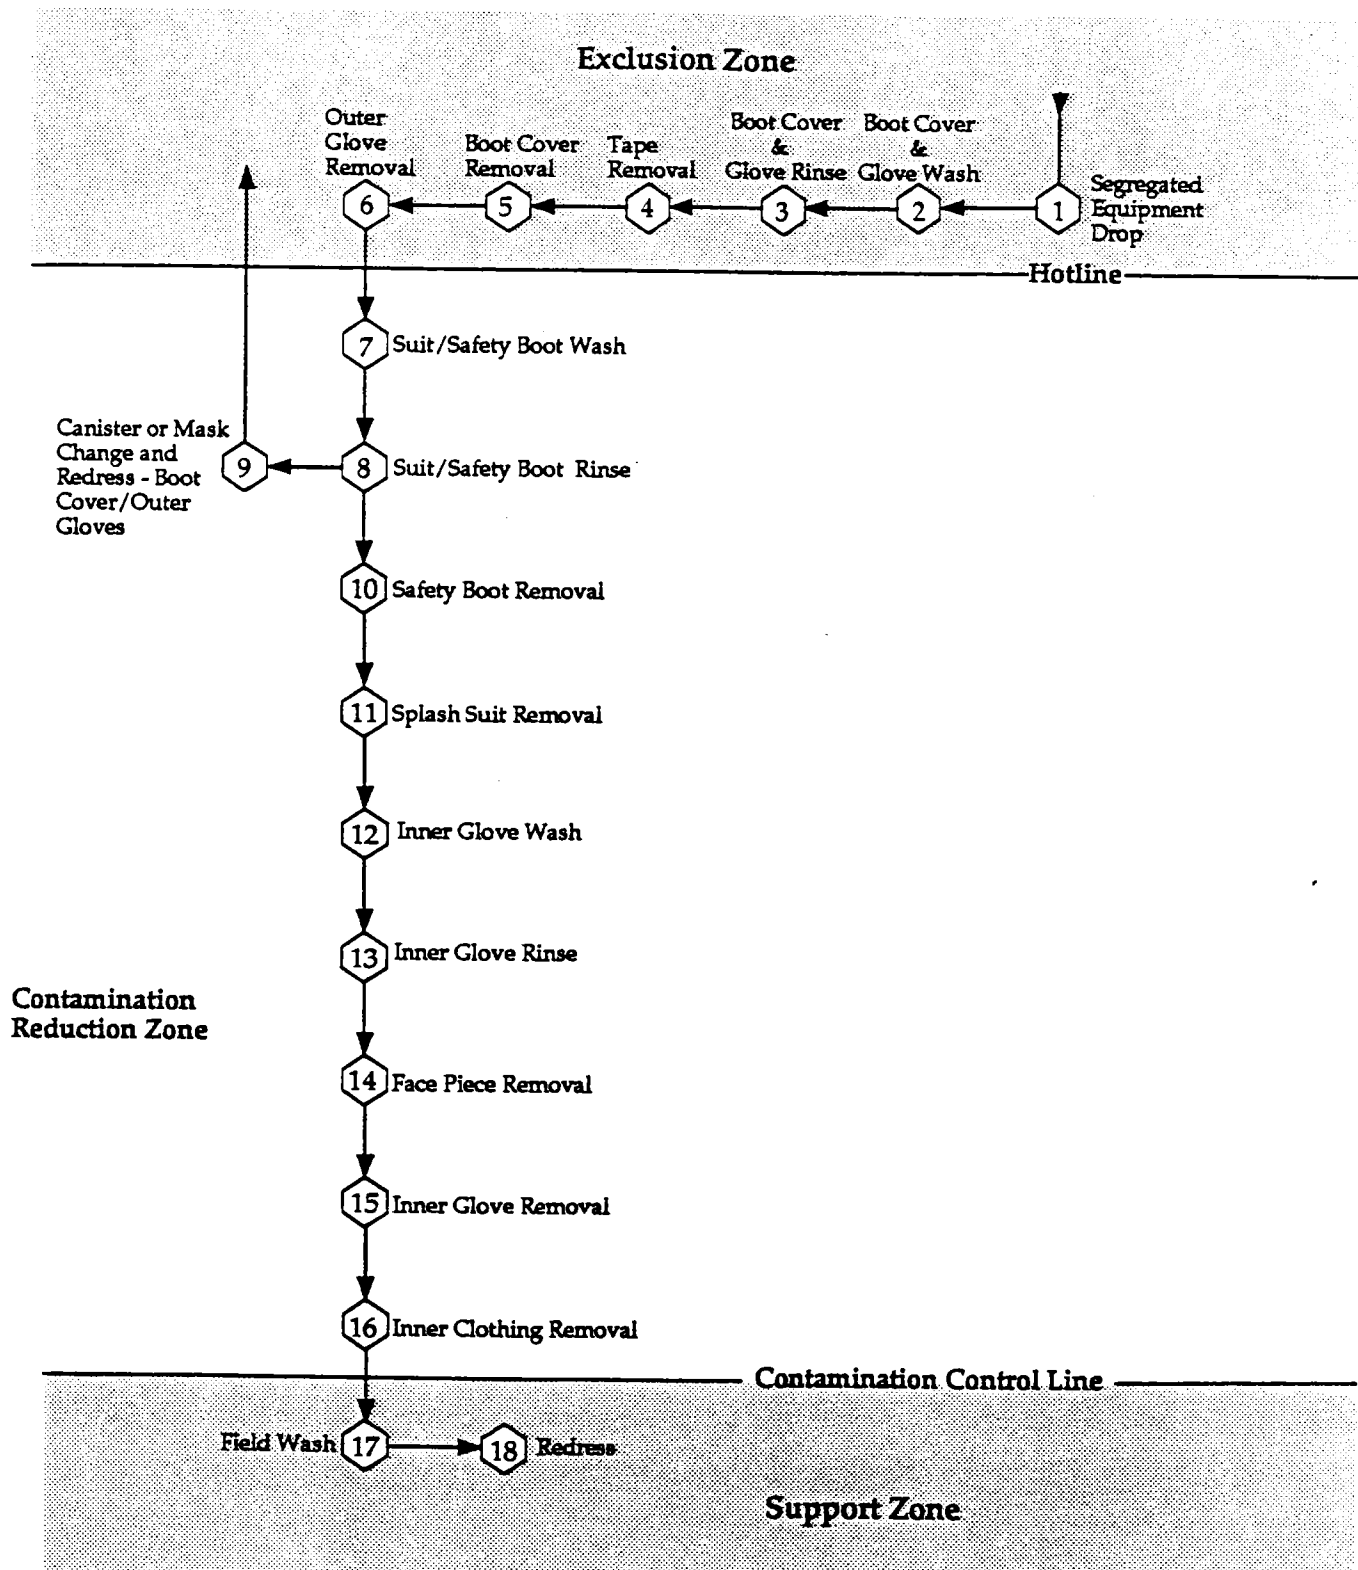 Exclusion Zone
Outer
Glove
Removal
6
Boot Cover
Removal
5
Tape
Removal
4
Boot Cover
&
Glove Rinse
3
Boot Cover
&
Glove Wash
2
1
Segregated
Equipment
Drop
Hotline
7
Suit/Safety Boot Wash
Canister or Mask
Change and
Redress - Boot
Cover/Outer
Gloves
9
8
Suit/Safety Boot Rinse
10
Safety Boot Removal
11
Splash Suit Removal
12
Inner Glove Wash
13
Inner Glove Rinse
Contamination
Reduction Zone
14
Face Piece Removal
15
Inner Glove Removal
16
Inner Clothing Removal
Contamination Control Line
Field Wash
17
18
Redress
Support Zone